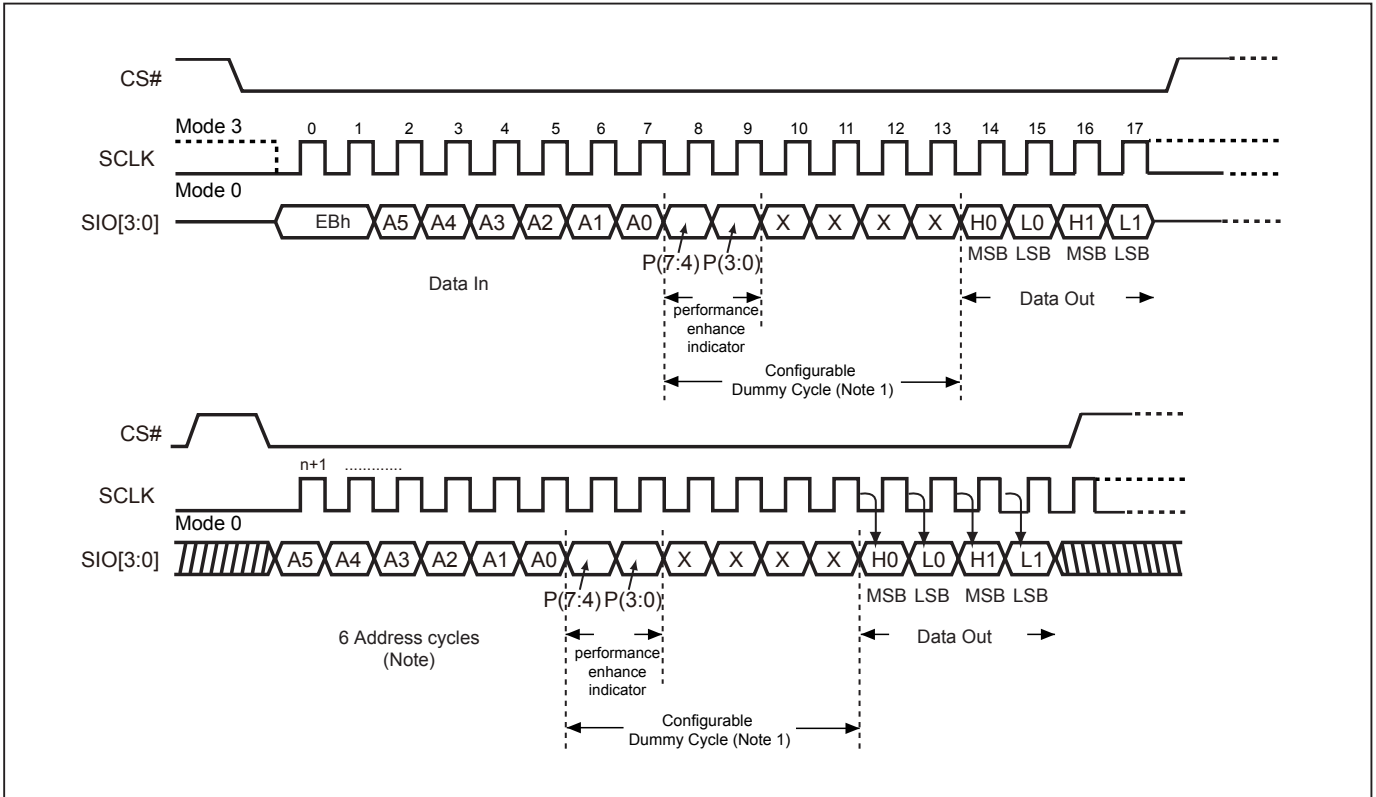 CS#
Mode 3
0 1 2 3 4 5 6 7 8 9 10 11 12 13 14 15 16 17
SCLK
Mode 0
SIO[3:0] EBh A5 A4 A3 A2 A1 A0 X X X X H0 L0 H1 L1
MSB LSB MSB LSB
P(7:4) P(3:0)
Data In
Data Out
performance
enhance
indicator
Configurable
Dummy Cycle (Note 1)
CS#
n+1 .............
SCLK
Mode 0
SIO[3:0] A5 A4 A3 A2 A1 A0 X X X X H0 L0 H1 L1
P(7:4) P(3:0)
MSB LSB MSB LSB
6 Address cycles
(Note)
Data Out
performance
enhance
indicator
Configurable
Dummy Cycle (Note 1)